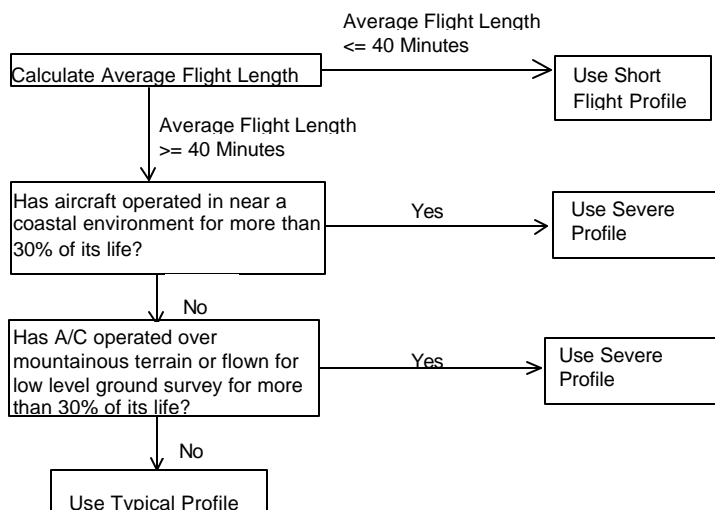 Average Flight Length
<= 40 Minutes
Calculate Average Flight Length
Use Short
Flight Profile
Average Flight Length
>= 40 Minutes
Has aircraft operated in near a
coastal environment for more than
30% of its life?
Yes
Use Severe
Profile
No
Has A/C operated over
mountainous terrain or flown for
low level ground survey for more
than 30% of its life?
Yes
Use Severe
Profile
No
Use Typical Profile